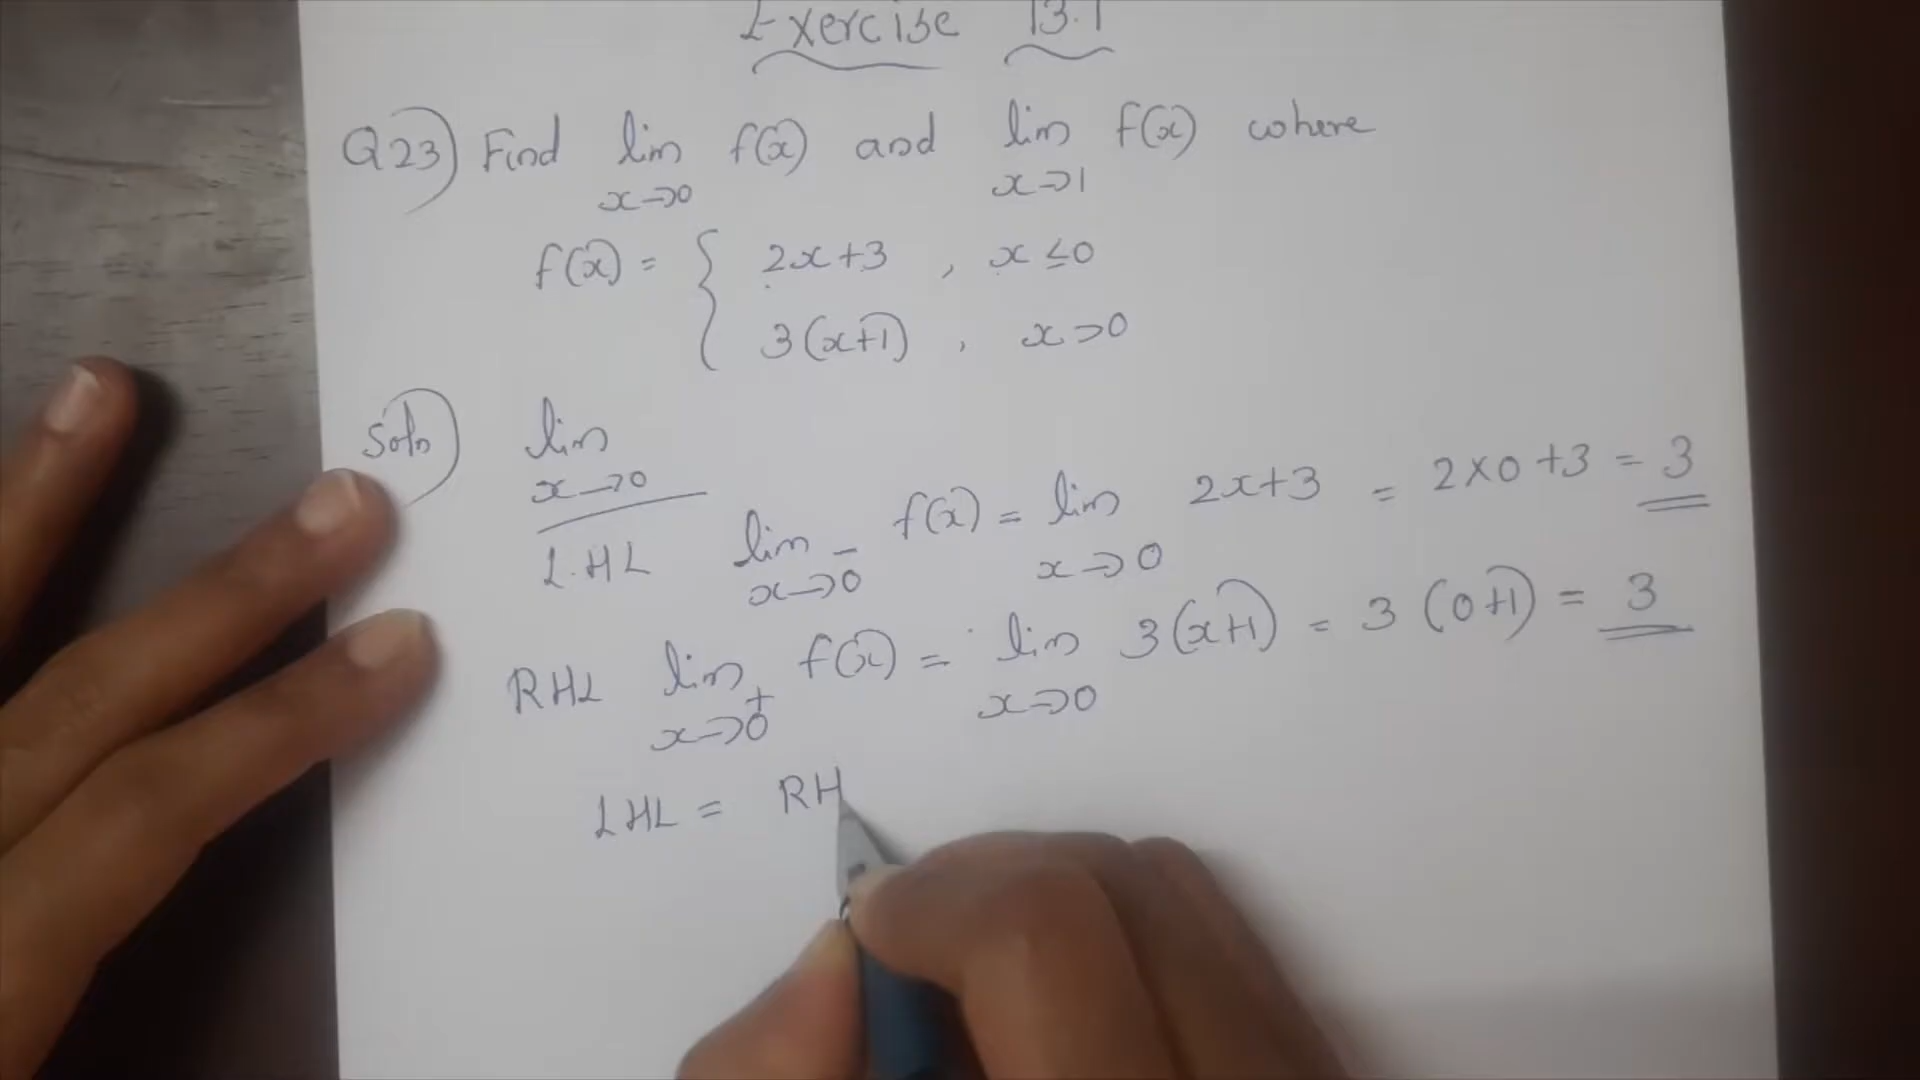 Exercise 13.1
Q23) Find lim f(x) and lim f(x) where
x→0 x→1
f(x) = { 2x+3 , x ≤ 0
3(x+1) , x > 0
Soln) lim
x→0
L.HL lim f(x) = lim 2x+3 = 2×0+3 = 3
x→0⁻ x→0
RHL lim f(x) = lim 3(x+1) = 3(0+1) = 3
x→0⁺ x→0
LHL = RH